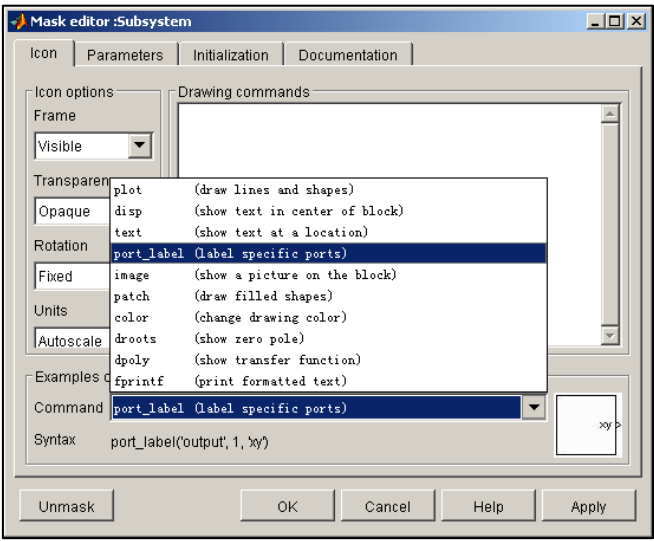 Mask editor :Subsystem
Icon
Parameters
Initialization
Documentation
Icon options
Drawing commands
Frame
Visible
Transparen
Opaque
Rotation
Fixed
Units
Autoscale
plot (draw lines and shapes)
disp (show text in center of block)
text (show text at a location)
port_label (label specific ports)
image (show a picture on the block)
patch (draw filled shapes)
color (change drawing color)
droots (show zero pole)
dpoly (show transfer function)
fprintf (print formatted text)
Examples o
Command port_label (label specific ports)
Syntax port_label('output', 1, 'xy')
xy
Unmask
OK
Cancel
Help
Apply